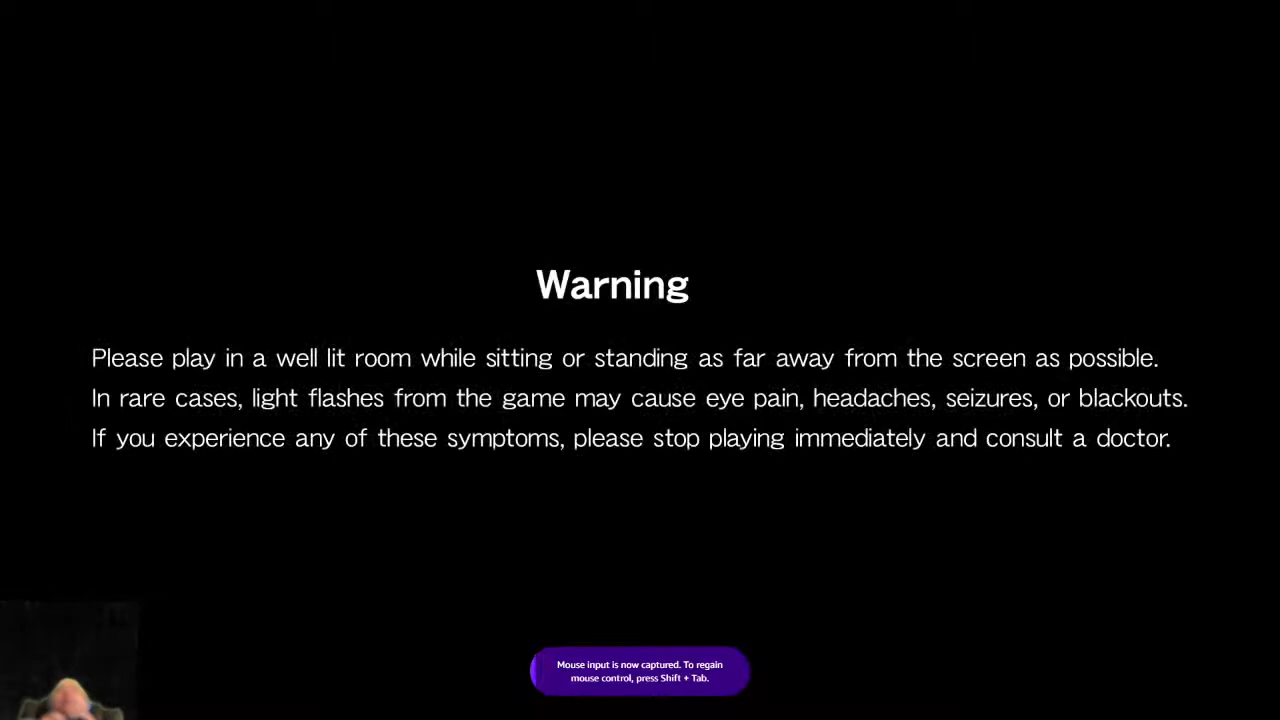 Warning
Please play in a well lit room while sitting or standing as far away from the screen as possible.
In rare cases, light flashes from the game may cause eye pain, headaches, seizures, or blackouts.
If you experience any of these symptoms, please stop playing immediately and consult a doctor.
Mouse input is now captured. To regain
mouse control, press Shift + Tab.